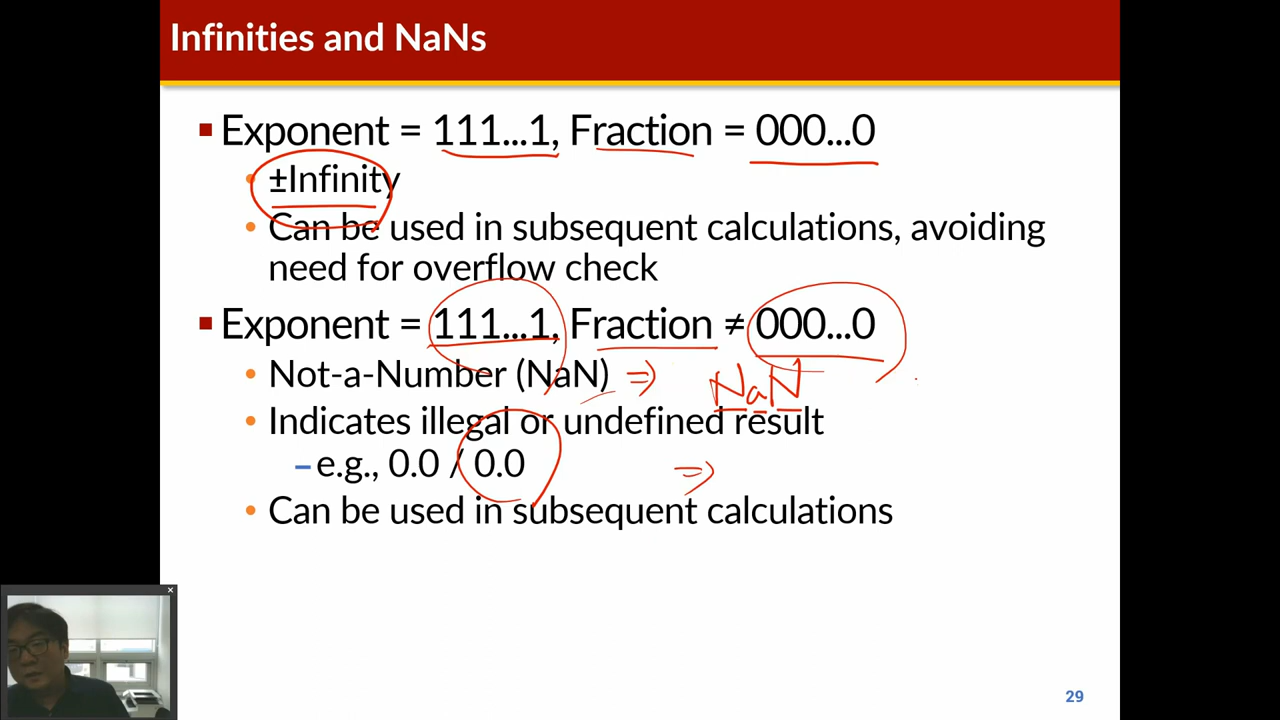 Infinities and NaNs
▪ Exponent = 111...1, Fraction = 000...0
• ±Infinity
• Can be used in subsequent calculations, avoiding
need for overflow check
▪ Exponent = 111...1, Fraction ≠ 000...0
• Not-a-Number (NaN) ⇒ NaN
• Indicates illegal or undefined result
– e.g., 0.0 / 0.0 ⇒
• Can be used in subsequent calculations
29